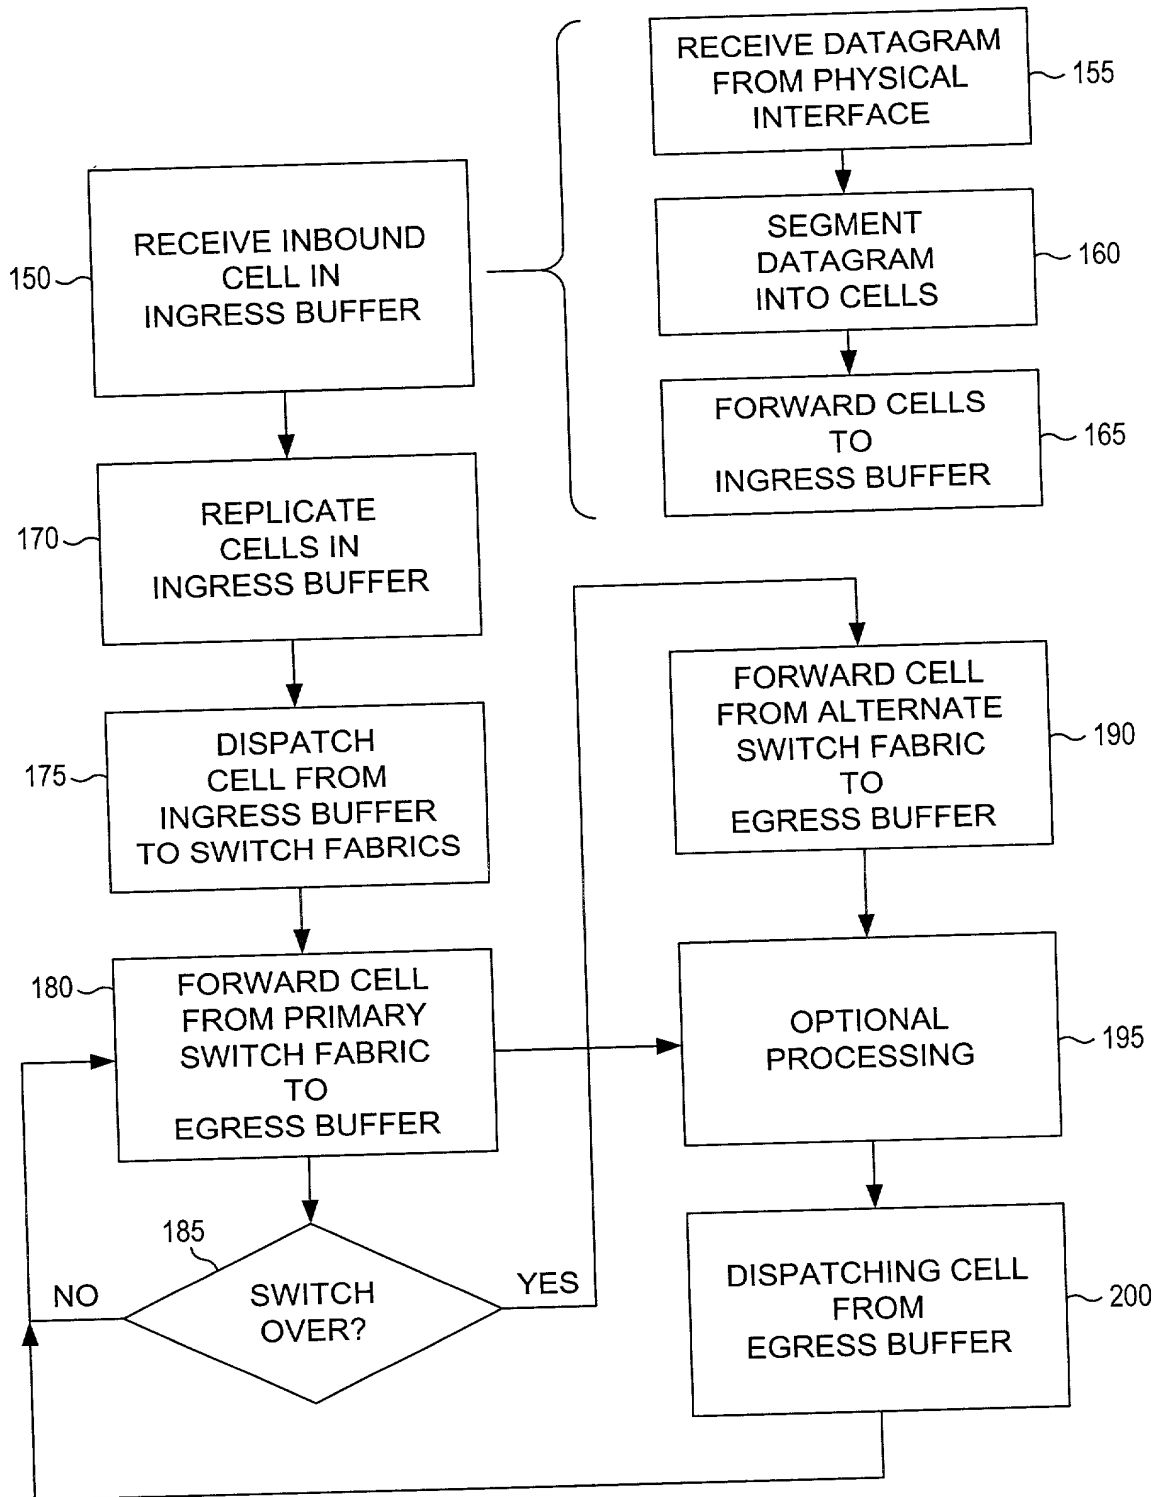 150
RECEIVE INBOUND
CELL IN
INGRESS BUFFER
RECEIVE DATAGRAM
FROM PHYSICAL
INTERFACE
155
SEGMENT
DATAGRAM
INTO CELLS
160
FORWARD CELLS
TO
INGRESS BUFFER
165
170
REPLICATE
CELLS IN
INGRESS BUFFER
175
DISPATCH
CELL FROM
INGRESS BUFFER
TO SWITCH FABRICS
180
FORWARD CELL
FROM PRIMARY
SWITCH FABRIC
TO
EGRESS BUFFER
185
SWITCH
OVER?
NO
YES
FORWARD CELL
FROM ALTERNATE
SWITCH FABRIC
TO
EGRESS BUFFER
190
OPTIONAL
PROCESSING
195
DISPATCHING CELL
FROM
EGRESS BUFFER
200